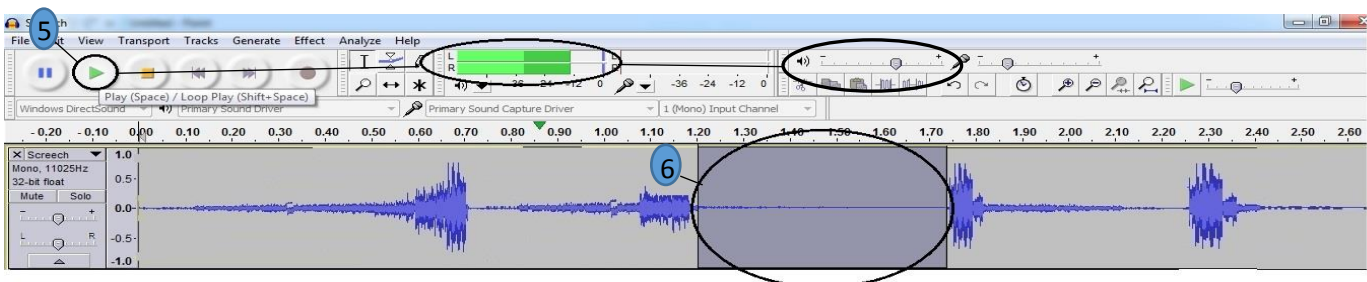 5
View Transport Tracks Generate Effect Analyze Help
L
R
-36 -24 -12 0
Play (Space) / Loop Play (Shift+Space)
Windows DirectSound Primary Sound Driver Primary Sound Capture Driver 1 (Mono) Input Channel
-0.20 -0.10 0.00 0.10 0.20 0.30 0.40 0.50 0.60 0.70 0.80 0.90 1.00 1.10 1.20 1.30 1.40 1.50 1.60 1.70 1.80 1.90 2.00 2.10 2.20 2.30 2.40 2.50 2.60
X Screech 1.0
Mono, 11025Hz
32-bit float 0.5
Mute Solo
- + 0.0
L R -0.5
-1.0
6